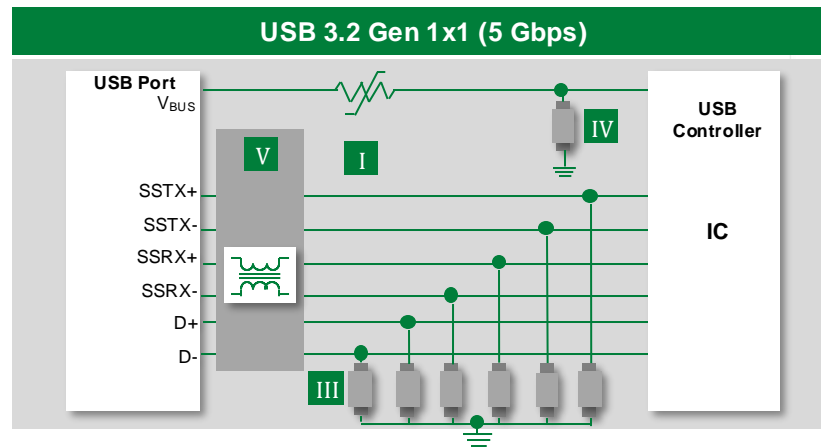 USB 3.2 Gen 1x1 (5 Gbps)
USB Port
VBUS
USB
Controller
IV
V
I
SSTX+
SSTX-
IC
SSRX+
SSRX-
D+
D-
III